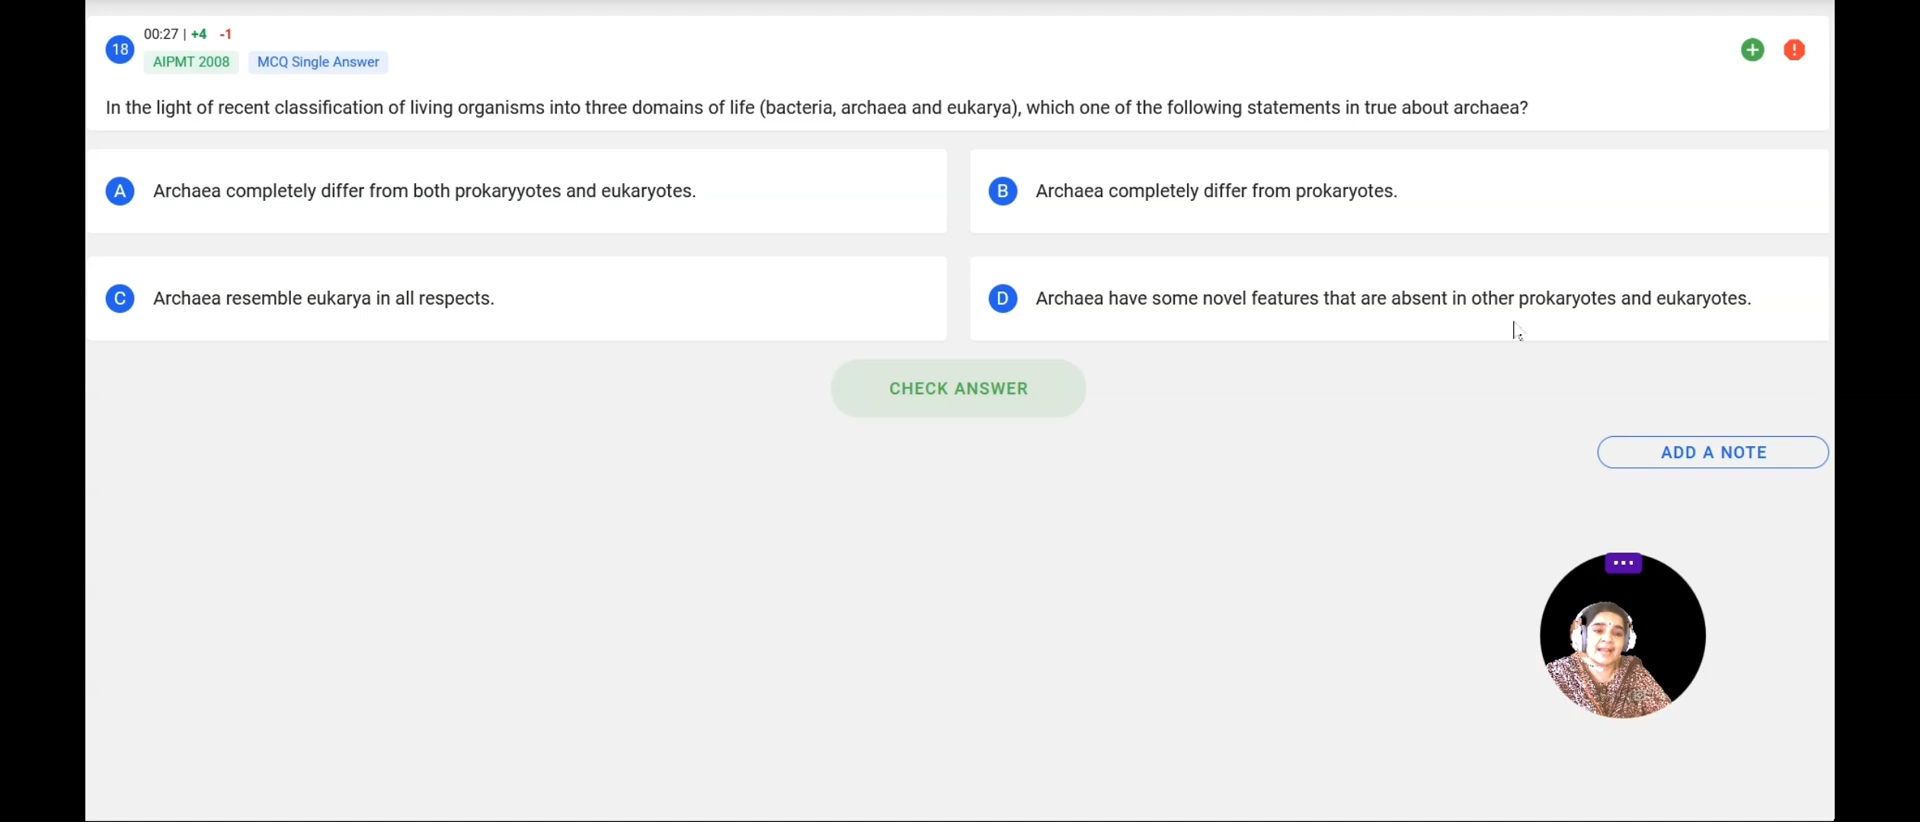 18
00:27 | +4 -1
AIPMT 2008 MCQ Single Answer
In the light of recent classification of living organisms into three domains of life (bacteria, archaea and eukarya), which one of the following statements in true about archaea?
A Archaea completely differ from both prokaryyotes and eukaryotes.
B Archaea completely differ from prokaryotes.
C Archaea resemble eukarya in all respects.
D Archaea have some novel features that are absent in other prokaryotes and eukaryotes.
CHECK ANSWER
ADD A NOTE